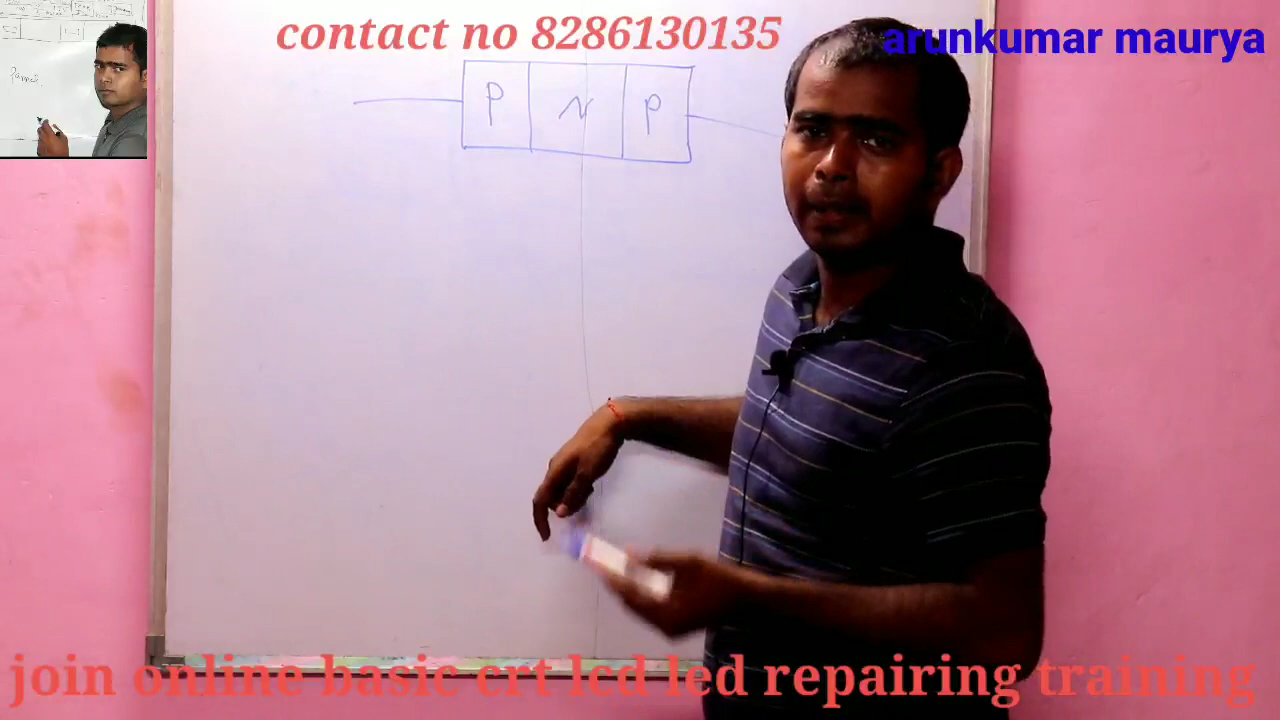 contact no 8286130135
arunkumar maurya
P N P
join online basic crt lcd led repairing training